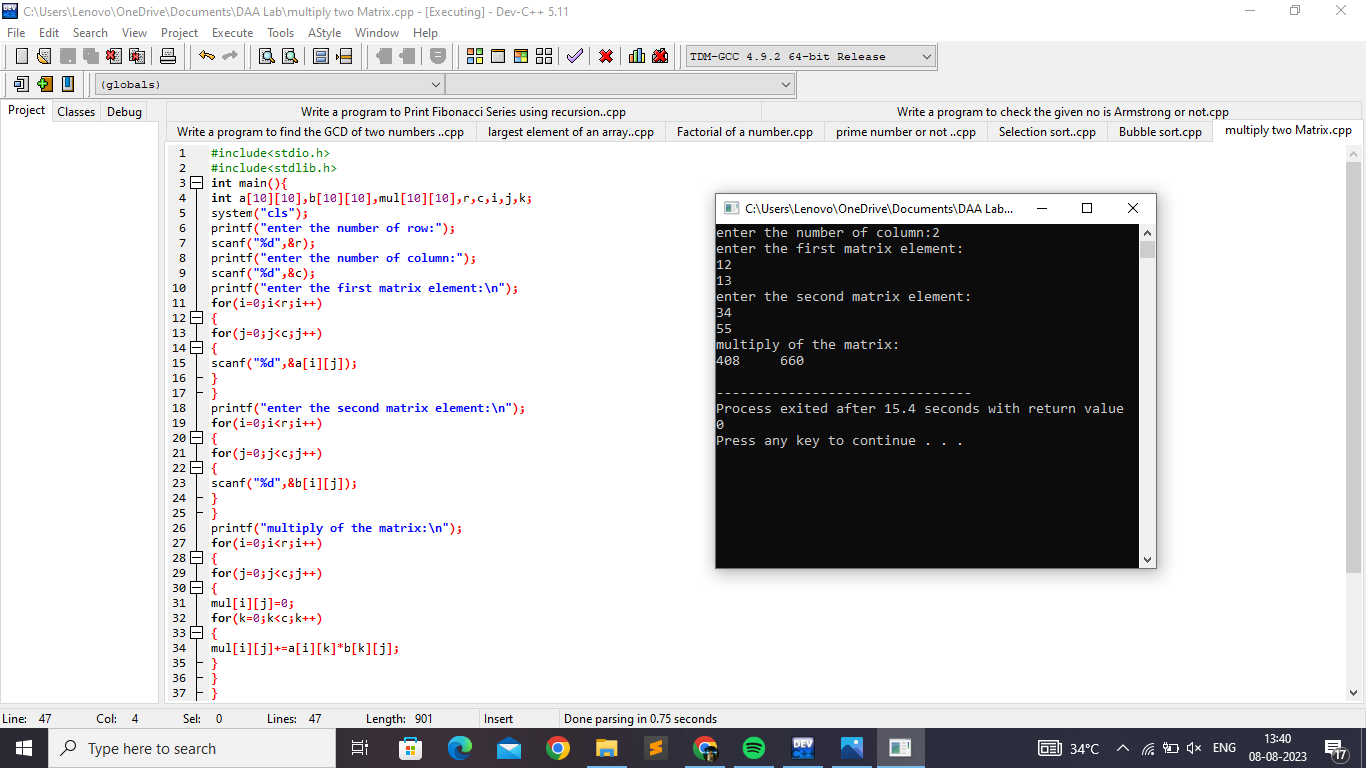 C:\Users\Lenovo\OneDrive\Documents\DAA Lab\multiply two Matrix.cpp - [Executing] - Dev-C++ 5.11
File Edit Search View Project Execute Tools AStyle Window Help
TDM-GCC 4.9.2 64-bit Release
(globals)
Project Classes Debug
Write a program to Print Fibonacci Series using recursion..cpp Write a program to check the given no is Armstrong or not.cpp
Write a program to find the GCD of two numbers ..cpp largest element of an array..cpp Factorial of a number.cpp prime number or not ..cpp Selection sort..cpp Bubble sort.cpp multiply two Matrix.cpp
1 #include<stdio.h>
2 #include<stdlib.h>
3 int main(){
4 int a[10][10],b[10][10],mul[10][10],r,c,i,j,k;
5 system("cls");
6 printf("enter the number of row:");
7 scanf("%d",&r);
8 printf("enter the number of column:");
9 scanf("%d",&c);
10 printf("enter the first matrix element:\n");
11 for(i=0;i<r;i++)
12 {
13 for(j=0;j<c;j++)
14 {
15 scanf("%d",&a[i][j]);
16 }
17 }
18 printf("enter the second matrix element:\n");
19 for(i=0;i<r;i++)
20 {
21 for(j=0;j<c;j++)
22 {
23 scanf("%d",&b[i][j]);
24 }
25 }
26 printf("multiply of the matrix:\n");
27 for(i=0;i<r;i++)
28 {
29 for(j=0;j<c;j++)
30 {
31 mul[i][j]=0;
32 for(k=0;k<c;k++)
33 {
34 mul[i][j]+=a[i][k]*b[k][j];
35 }
36 }
37 }
C:\Users\Lenovo\OneDrive\Documents\DAA Lab...
enter the number of column:2
enter the first matrix element:
12
13
enter the second matrix element:
34
55
multiply of the matrix:
408 660
--------------------------------
Process exited after 15.4 seconds with return value
0
Press any key to continue . . .
Line: 47 Col: 4 Sel: 0 Lines: 47 Length: 901 Insert Done parsing in 0.75 seconds
Type here to search
DEV
34°C
ENG
13:40
08-08-2023
17